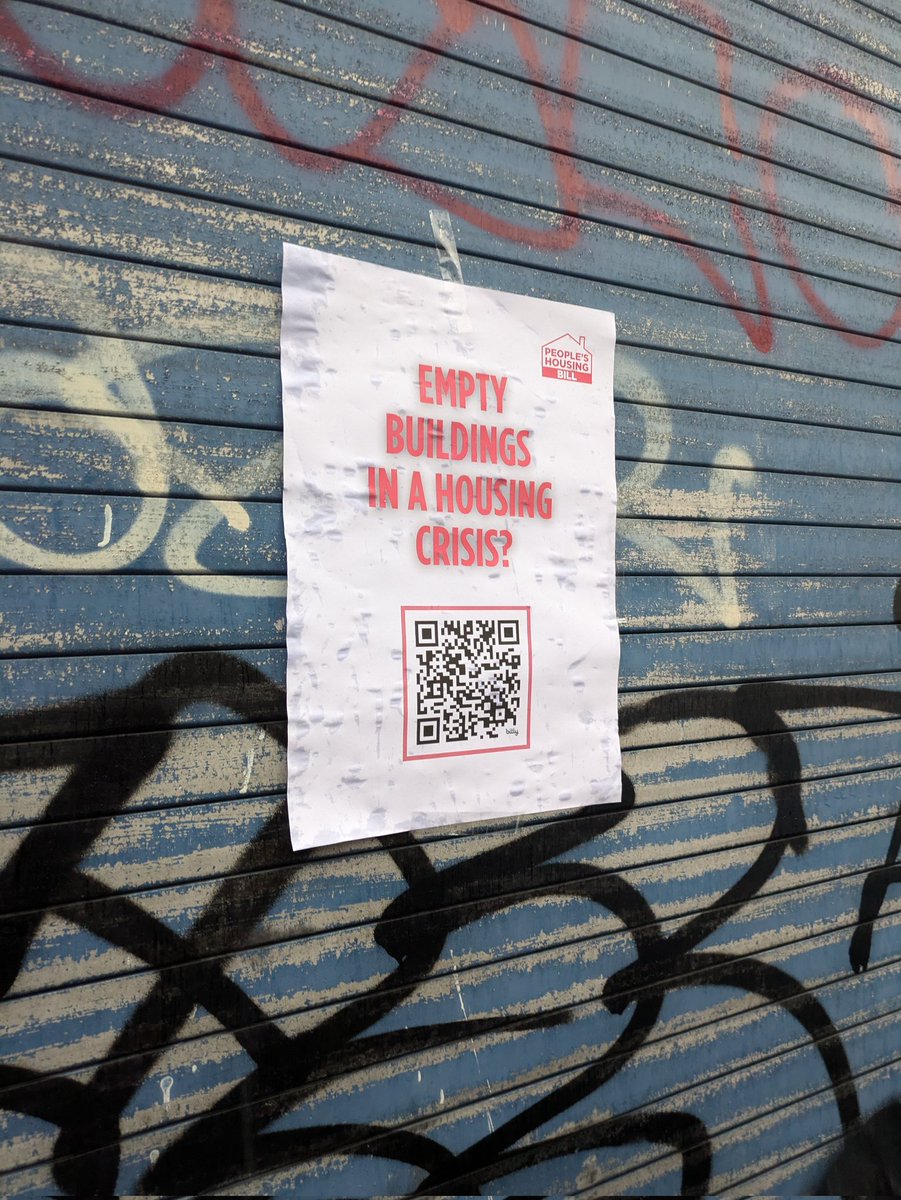 PEOPLE'S
HOUSING
BILL
EMPTY
BUILDINGS
IN A HOUSING
CRISIS?
bitly